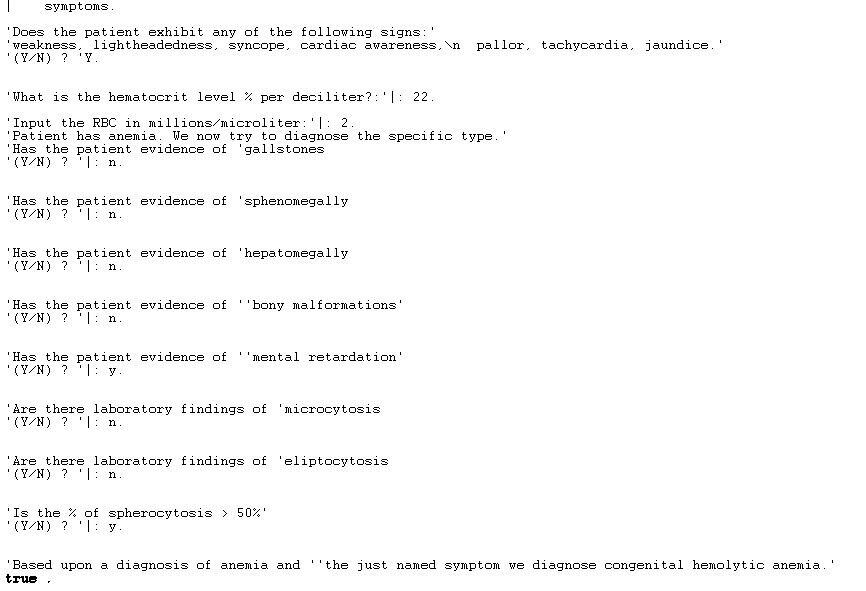 |    symptoms.
'Does the patient exhibit any of the following signs:'
'weakness, lightheadedness, syncope, cardiac awareness,\n  pallor, tachycardia, jaundice.'
'(Y/N) ? 'Y.
'What is the hematocrit level % per deciliter?:'|: 22.
'Input the RBC in millions/microliter:'|: 2.
'Patient has anemia. We now try to diagnose the specific type.'
'Has the patient evidence of 'gallstones
'(Y/N) ? '|: n.
'Has the patient evidence of 'sphenomegally
'(Y/N) ? '|: n.
'Has the patient evidence of 'hepatomegally
'(Y/N) ? '|: n.
'Has the patient evidence of ''bony malformations'
'(Y/N) ? '|: n.
'Has the patient evidence of ''mental retardation'
'(Y/N) ? '|: y.
'Are there laboratory findings of 'microcytosis
'(Y/N) ? '|: n.
'Are there laboratory findings of 'eliptocytosis
'(Y/N) ? '|: n.
'Is the % of spherocytosis > 50%'
'(Y/N) ? '|: y.
'Based upon a diagnosis of anemia and ''the just named symptom we diagnose congenital hemolytic anemia.'
true .